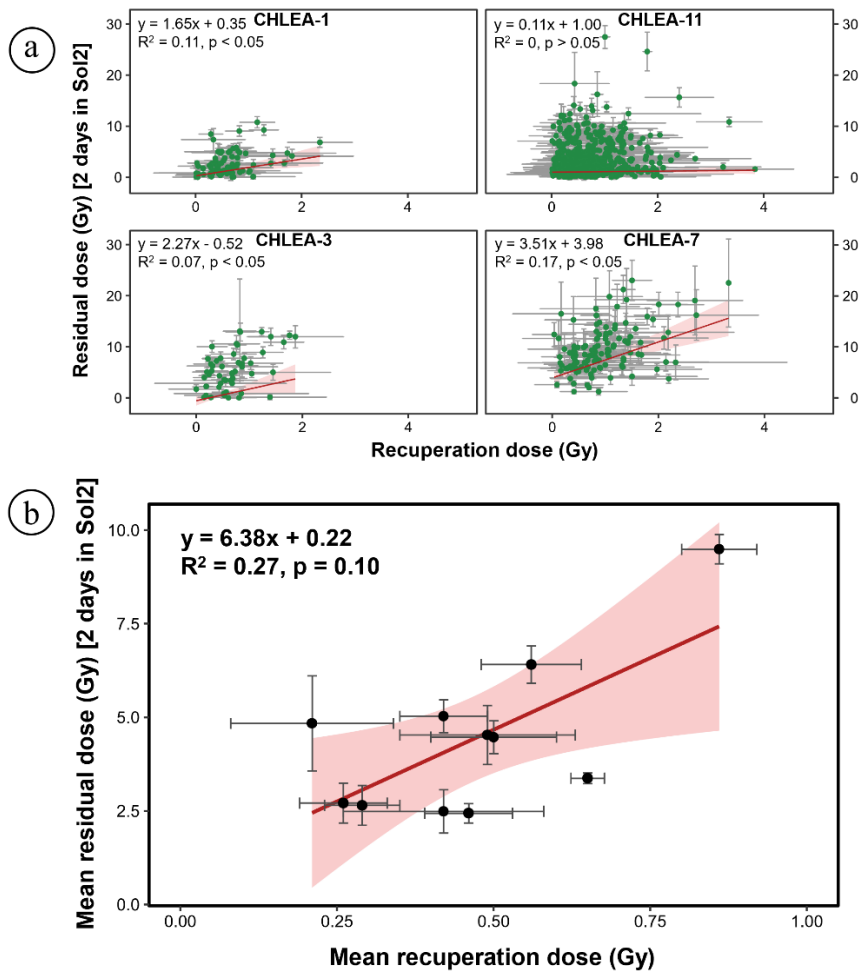 a
Residual dose (Gy) [2 days in Sol2]
y = 1.65x + 0.35
CHLEA-1
R² = 0.11, p < 0.05
30
20
10
0
0 2 4
y = 0.11x + 1.00
CHLEA-11
R² = 0, p > 0.05
30
20
10
0
0 2 4
y = 2.27x - 0.52
CHLEA-3
R² = 0.07, p < 0.05
30
20
10
0
0 2 4
y = 3.51x + 3.98
CHLEA-7
R² = 0.17, p < 0.05
30
20
10
0
0 2 4
Recuperation dose (Gy)
b
Mean residual dose (Gy) [2 days in Sol2]
y = 6.38x + 0.22
R² = 0.27, p = 0.10
10.0
7.5
5.0
2.5
0.0
0.00 0.25 0.50 0.75 1.00
Mean recuperation dose (Gy)